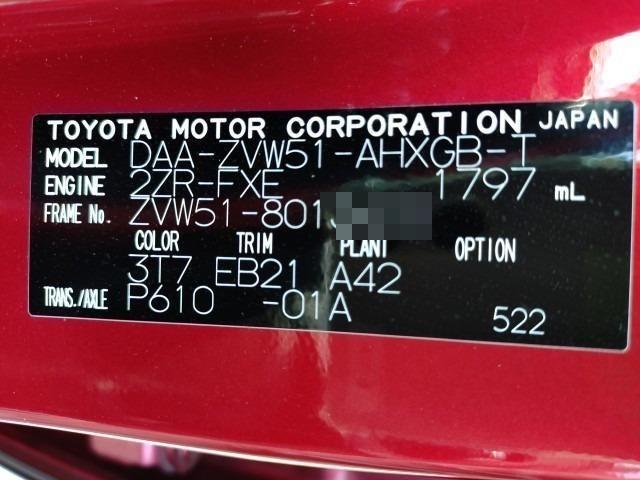 TOYOTA MOTOR CORPORATION JAPAN
MODEL DAA-ZVW51-AHXGB-T
ENGINE 2ZR-FXE 1797 mL
FRAME No. ZVW51-801
COLOR TRIM PLANT OPTION
3T7 EB21 A42
TRANS./AXLE P610 -01A
522